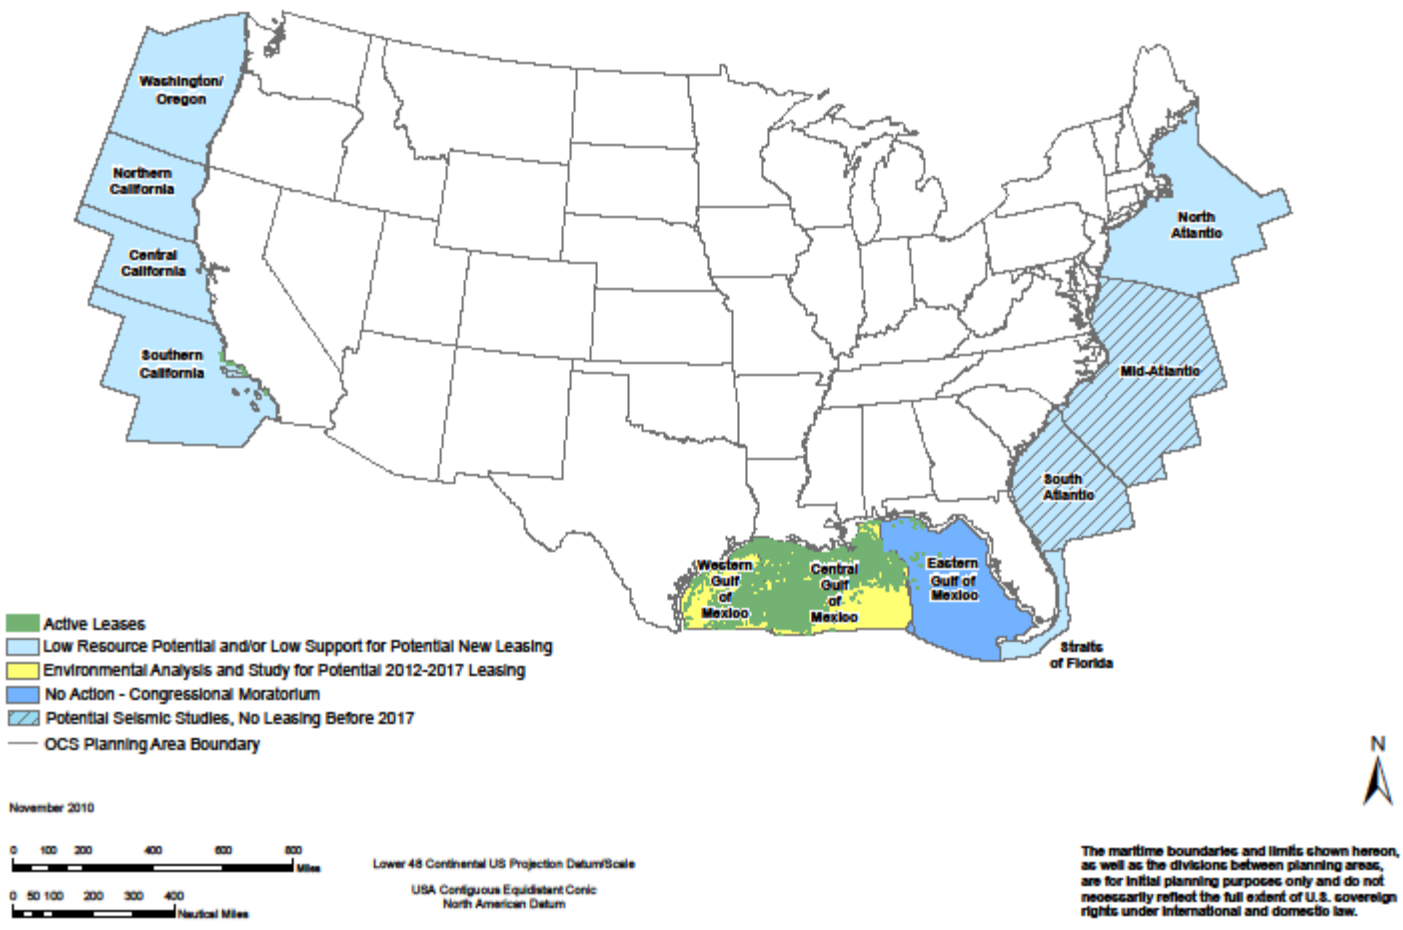 Washington/
Oregon
Northern
California
Central
California
Southern
California
North
Atlantic
Mid-Atlantic
South
Atlantic
Western
Gulf
of
Mexico
Central
Gulf
of
Mexico
Eastern
Gulf of
Mexico
Straits
of Florida
Active Leases
Low Resource Potential and/or Low Support for Potential New Leasing
Environmental Analysis and Study for Potential 2012-2017 Leasing
No Action - Congressional Moratorium
Potential Seismic Studies, No Leasing Before 2017
OCS Planning Area Boundary
N
November 2010
0 100 200 400 600 800
Miles
0 50 100 200 300 400
Nautical Miles
Lower 48 Continental US Projection Datum/Scale
USA Contiguous Equidistant Conic
North American Datum
The maritime boundaries and limits shown hereon,
as well as the divisions between planning areas,
are for initial planning purposes only and do not
necessarily reflect the full extent of U.S. sovereign
rights under international and domestic law.